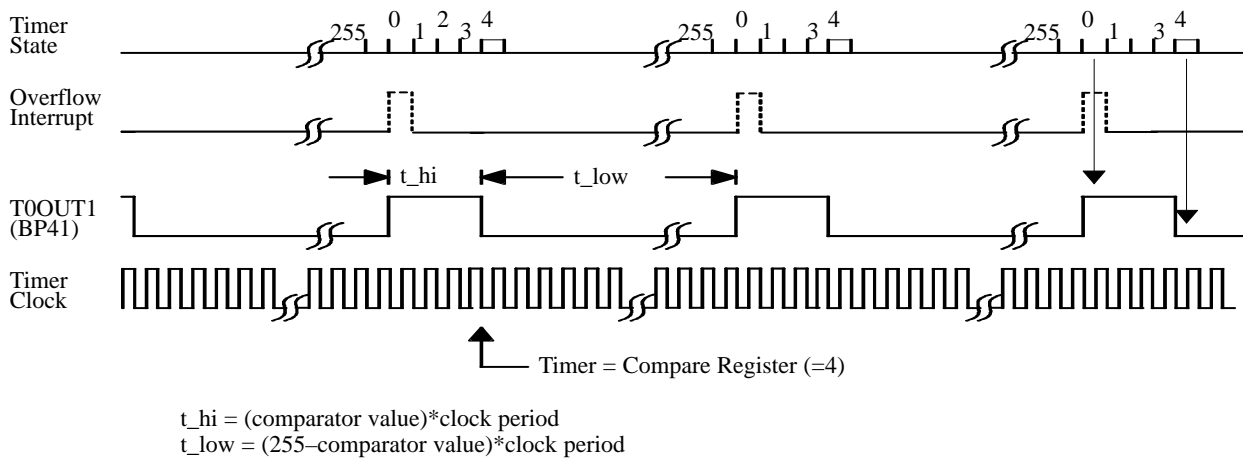 Timer
State
255 0 1 2 3 4
255 0 1 3 4
255 0 1 3 4
Overflow
Interrupt
t_hi
t_low
T0OUT1
(BP41)
Timer
Clock
Timer = Compare Register (=4)
t_hi = (comparator value)*clock period
t_low = (255–comparator value)*clock period